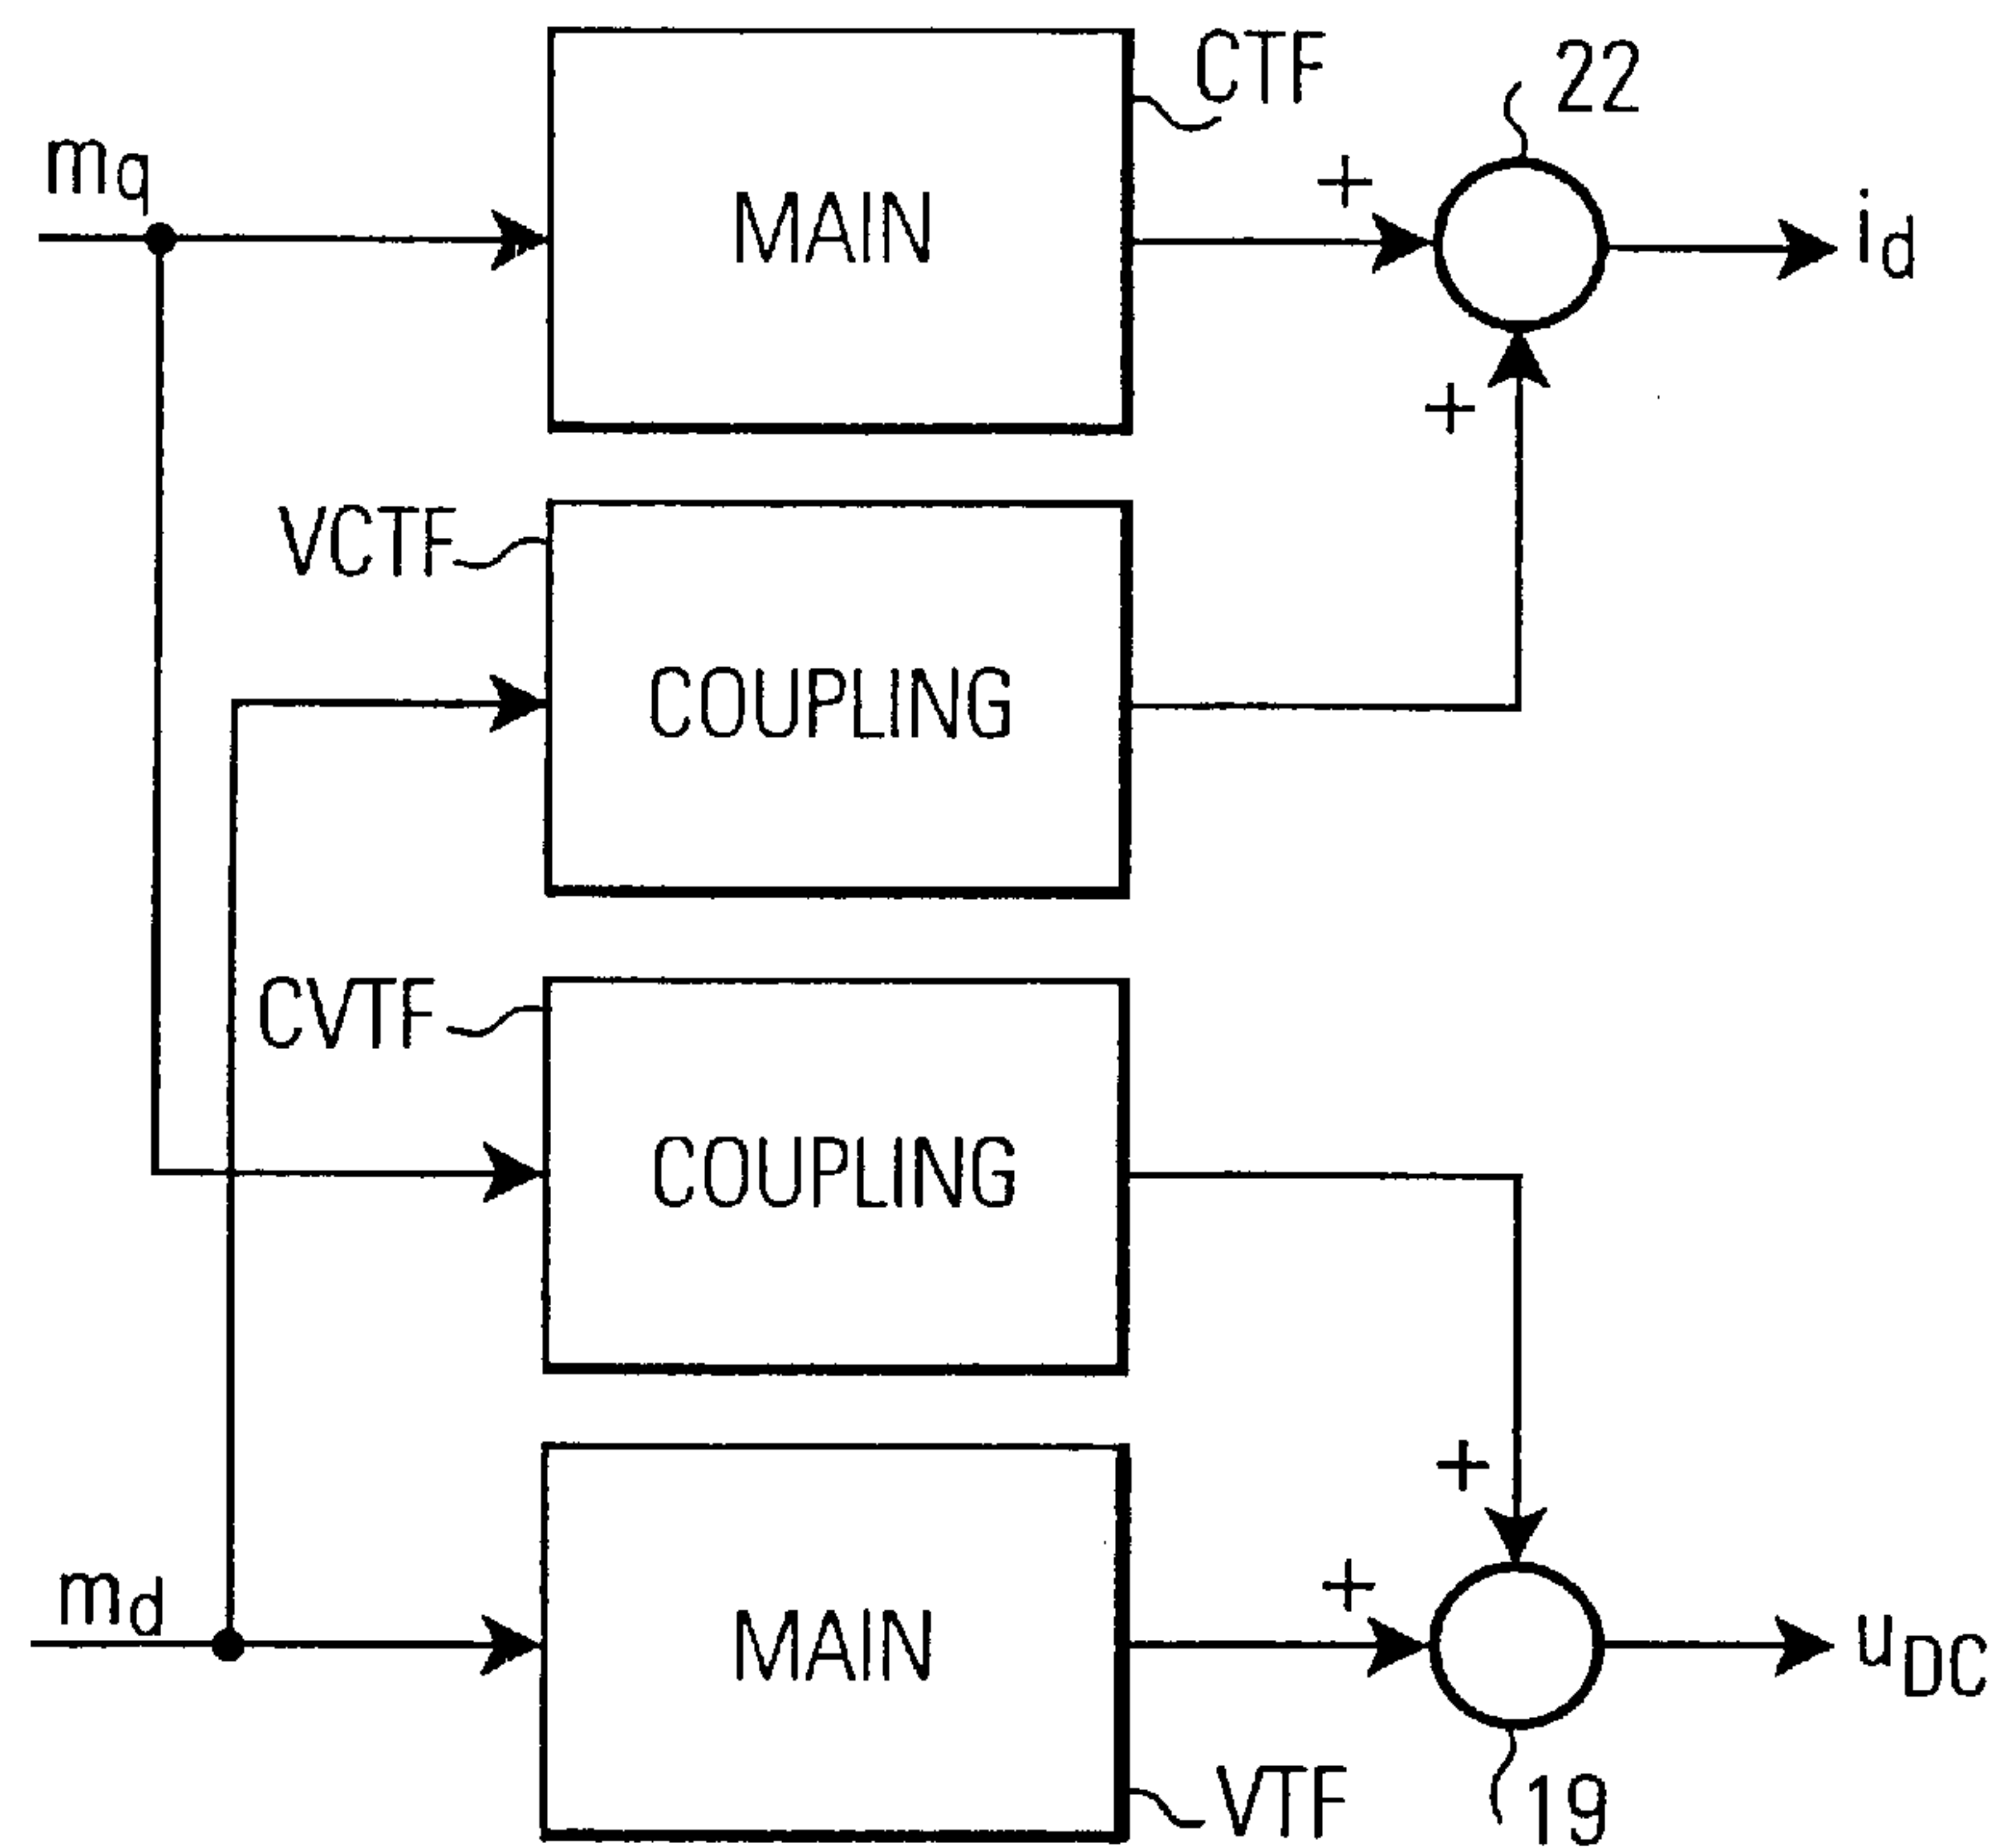 CTF
22
mq
+
MAIN
id
+
VCTF
COUPLING
CVTF
COUPLING
+
md
+
MAIN
uDC
VTF
19